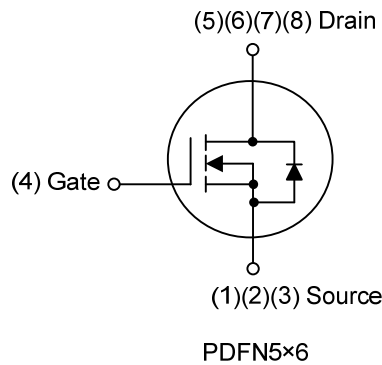 (5)(6)(7)(8) Drain
(4) Gate
(1)(2)(3) Source
PDFN5×6